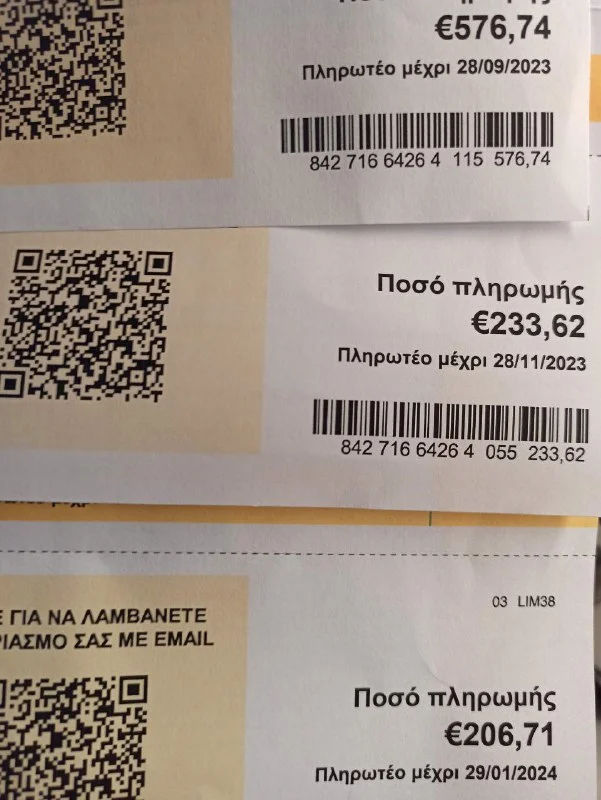 Ποσό πληρωμής
€576,74
Πληρωτέο μέχρι 28/09/2023
842 716 6426 4 115 576,74
Ποσό πληρωμής
€233,62
Πληρωτέο μέχρι 28/11/2023
842 716 6426 4 055 233,62
03 LIM38
Ε ΓΙΑ ΝΑ ΛΑΜΒΑΝΕΤΕ
ΡΙΑΣΜΟ ΣΑΣ ΜΕ EMAIL
Ποσό πληρωμής
€206,71
Πληρωτέο μέχρι 29/01/2024